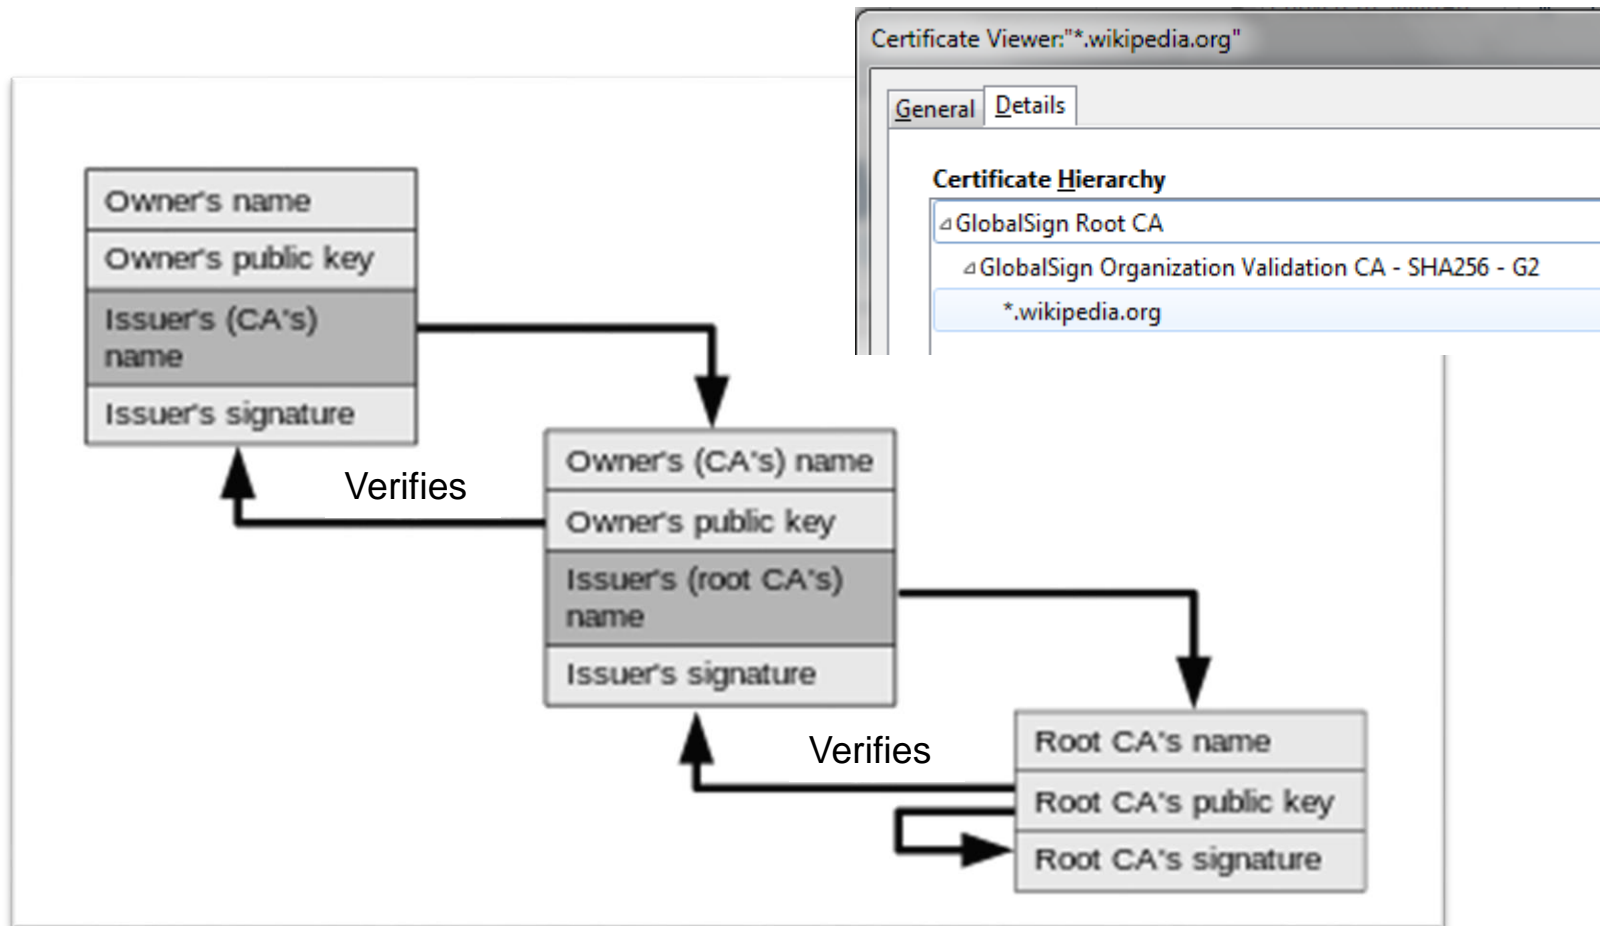 Certificate Viewer:"*.wikipedia.org"
General
Details
Certificate Hierarchy
GlobalSign Root CA
GlobalSign Organization Validation CA - SHA256 - G2
*.wikipedia.org
Owner's name
Owner's public key
Issuer's (CA's)
name
Issuer's signature
Verifies
Owner's (CA's) name
Owner's public key
Issuer's (root CA's)
name
Issuer's signature
Verifies
Root CA's name
Root CA's public key
Root CA's signature